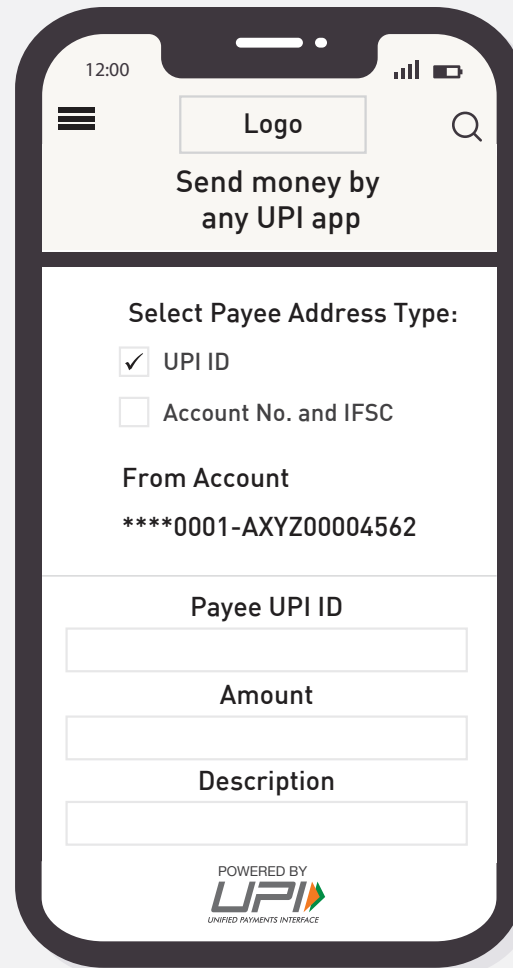 12:00
Logo
Send money by
any UPI app
Select Payee Address Type:
UPI ID
Account No. and IFSC
From Account
****0001-AXYZ00004562
Payee UPI ID
Amount
Description
POWERED BY
UPI
UNIFIED PAYMENTS INTERFACE